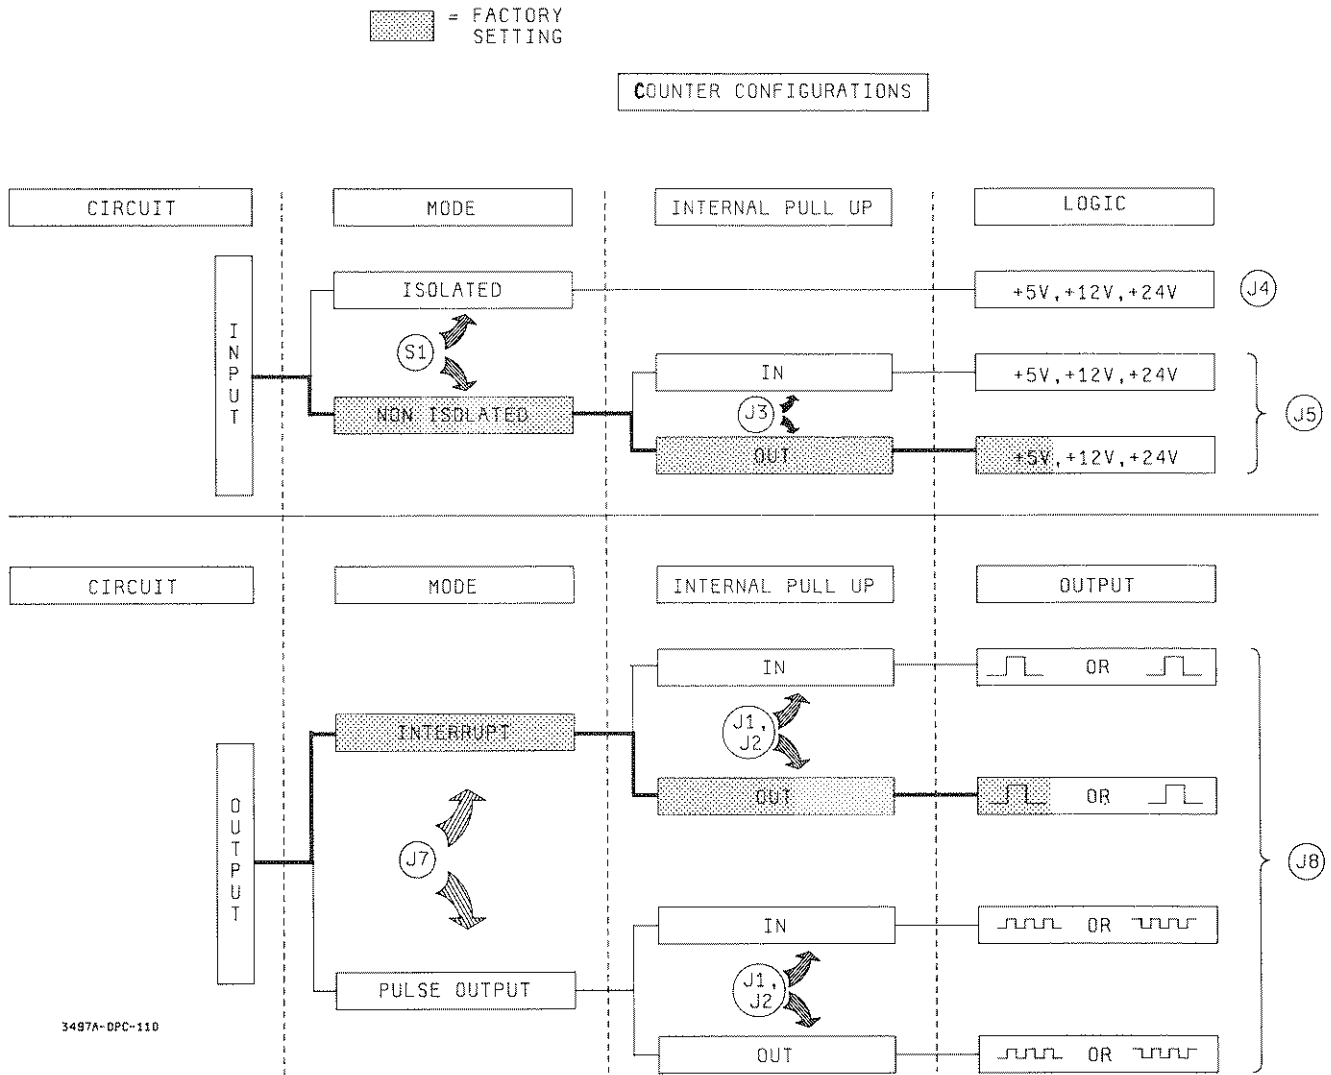 = FACTORY
SETTING
COUNTER CONFIGURATIONS
CIRCUIT
MODE
INTERNAL PULL UP
LOGIC
INPUT
ISOLATED
+5V,+12V,+24V
J4
S1
IN
+5V,+12V,+24V
J3
J5
NON ISOLATED
OUT
+5V,+12V,+24V
CIRCUIT
MODE
INTERNAL PULL UP
OUTPUT
OUTPUT
IN
OR
INTERRUPT
J1,
J2
OUT
OR
J7
J8
IN
OR
PULSE OUTPUT
J1,
J2
OUT
OR
3497A-OPC-110